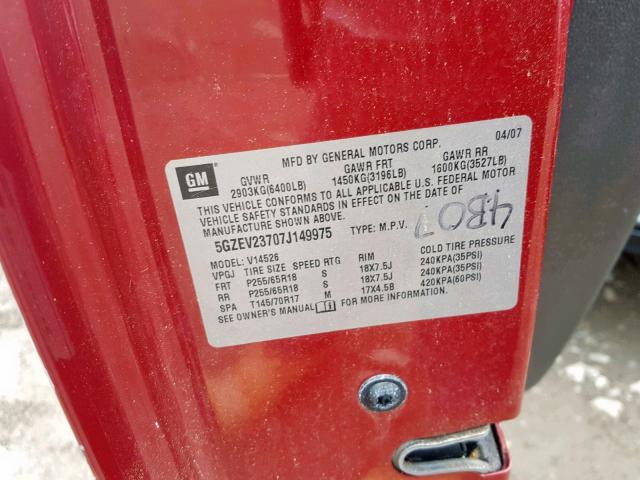 MFD BY GENERAL MOTORS CORP. 04/07
GM
GVWR GAWR FRT GAWR RR
2903KG(6400LB) 1450KG(3196LB) 1600KG(3527LB)
THIS VEHICLE CONFORMS TO ALL APPLICABLE U.S. FEDERAL MOTOR
VEHICLE SAFETY STANDARDS IN EFFECT ON THE DATE OF
MANUFACTURE SHOWN ABOVE.
4B07
5GZEV23707J149975 TYPE: M.P.V.
MODEL: V14526
VPGJ TIRE SIZE SPEED RTG RIM COLD TIRE PRESSURE
FRT P255/65R18 S 18X7.5J 240KPA(35PSI)
RR P255/65R18 S 18X7.5J 240KPA(35PSI)
SPA T145/70R17 M 17X4.5B 420KPA(60PSI)
SEE OWNER'S MANUAL